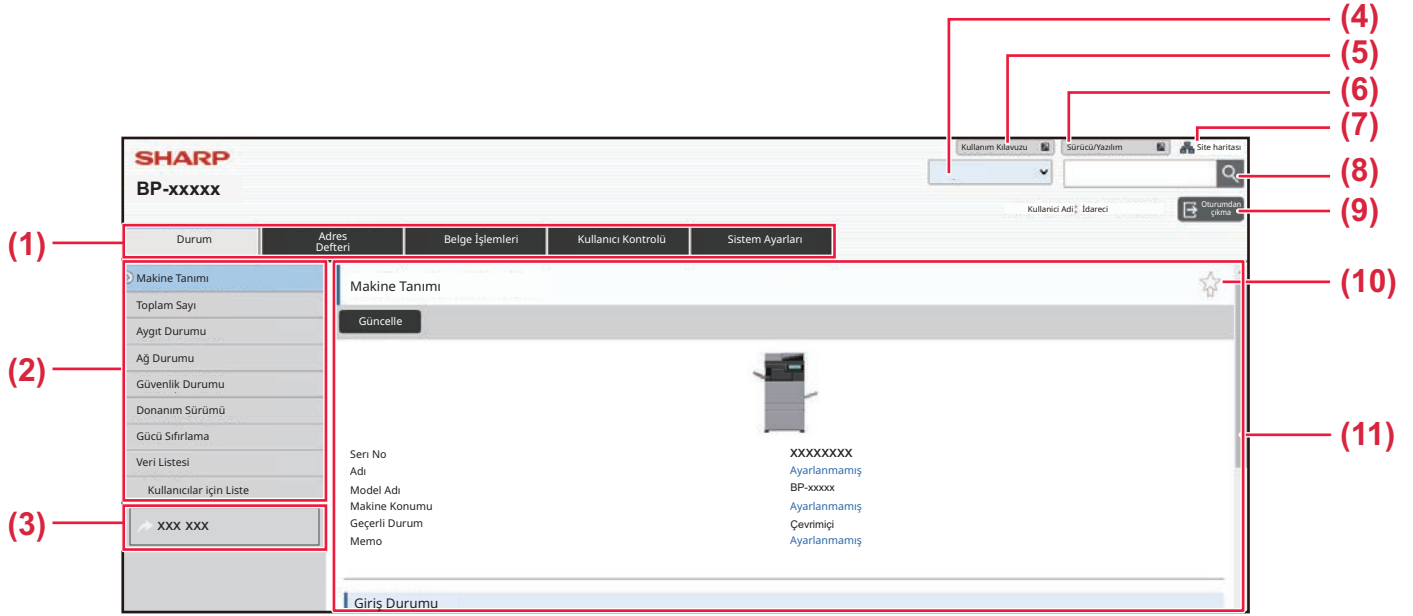 (4)
(5)
(6)
(7)
SHARP
Kullanım Kılavuzu Sürücü/Yazılım Site haritası
(8)
BP-xxxxx
Kullanici Adi: İdareci
Oturumdan
çıkma
(9)
(1)
Durum
Adres
Defteri
Belge İşlemleri
Kullanıcı Kontrolü
Sistem Ayarları
(2)
Makine Tanımı
Toplam Sayı
Aygıt Durumu
Ağ Durumu
Güvenlik Durumu
Donanım Sürümü
Gücü Sıfırlama
Veri Listesi
Kullanıcılar için Liste
(3)
XXX XXX
Makine Tanımı
(10)
Güncelle
(11)
Serı No XXXXXXXX
Adı Ayarlanmamış
Model Adı BP-xxxxx
Makine Konumu Ayarlanmamış
Geçerli Durum Çevrimiçi
Memo Ayarlanmamış
Giriş Durumu